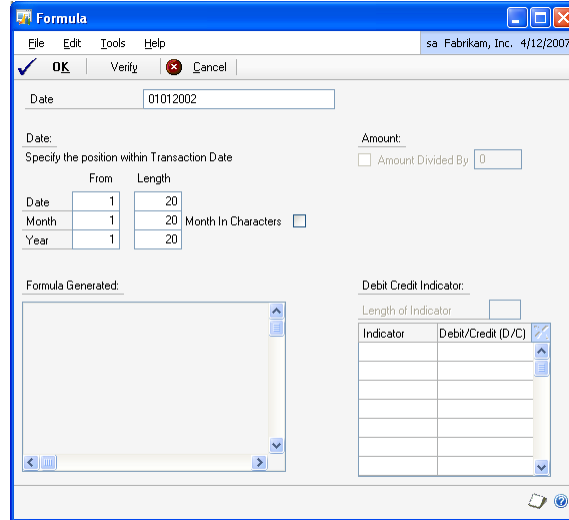 Formula
File Edit Tools Help sa Fabrikam, Inc. 4/12/2007
OK Verify Cancel
Date 01012002
Date: Amount:
Specify the position within Transaction Date Amount Divided By 0
From Length
Date 1 20
Month 1 20 Month In Characters
Year 1 20
Formula Generated: Debit Credit Indicator:
Length of Indicator
Indicator Debit/Credit (D/C)